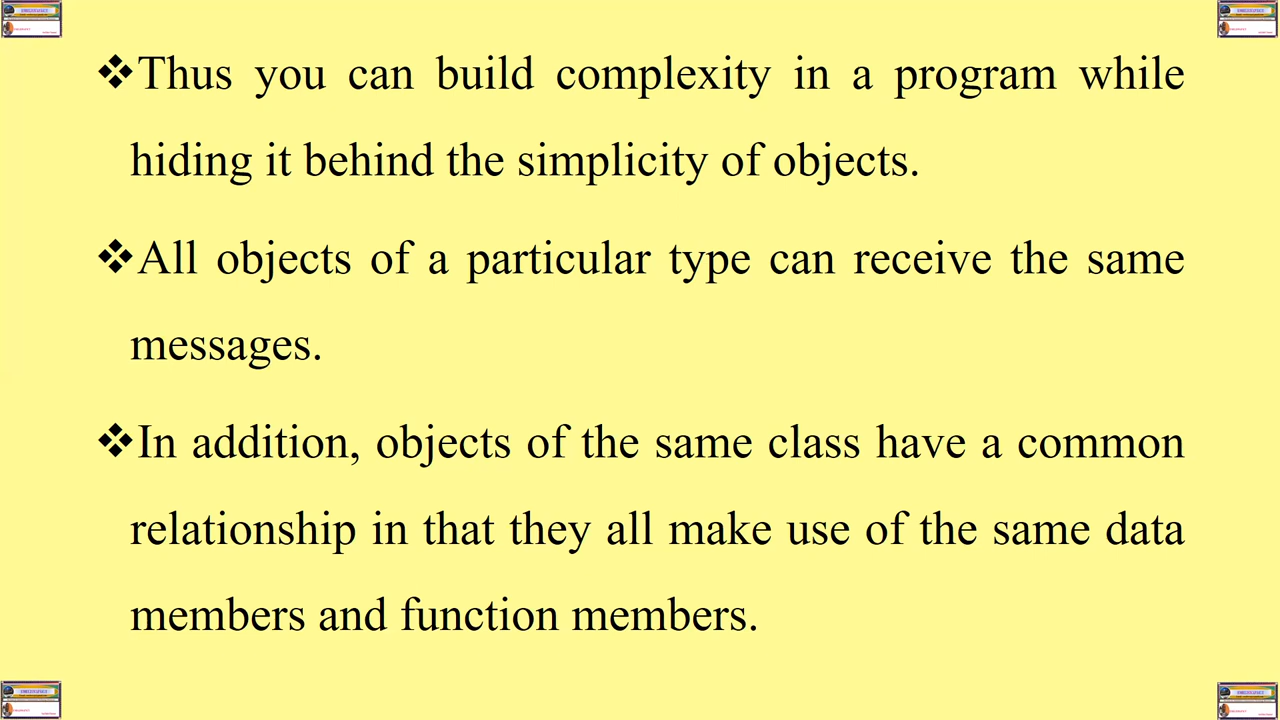 ❖Thus you can build complexity in a program while
hiding it behind the simplicity of objects.
❖All objects of a particular type can receive the same
messages.
❖In addition, objects of the same class have a common
relationship in that they all make use of the same data
members and function members.